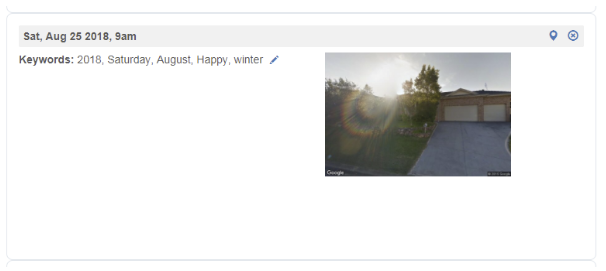 Sat, Aug 25 2018, 9am
Keywords: 2018, Saturday, August, Happy, winter
Google